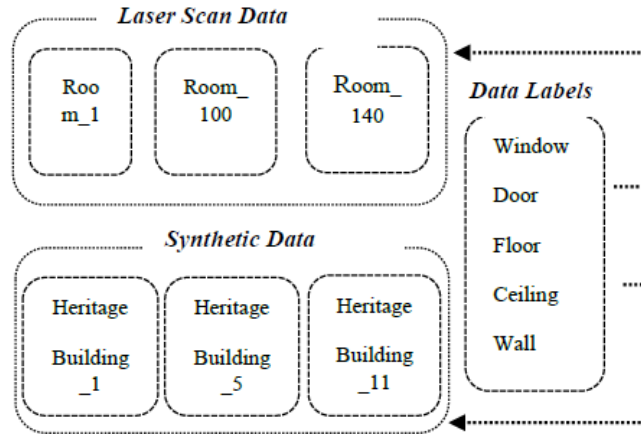 Laser Scan Data
Roo
m_1
Room_
100
Room_
140
Data Labels
Window
Door
Floor
Ceiling
Wall
Synthetic Data
Heritage
Building
_1
Heritage
Building
_5
Heritage
Building
_11